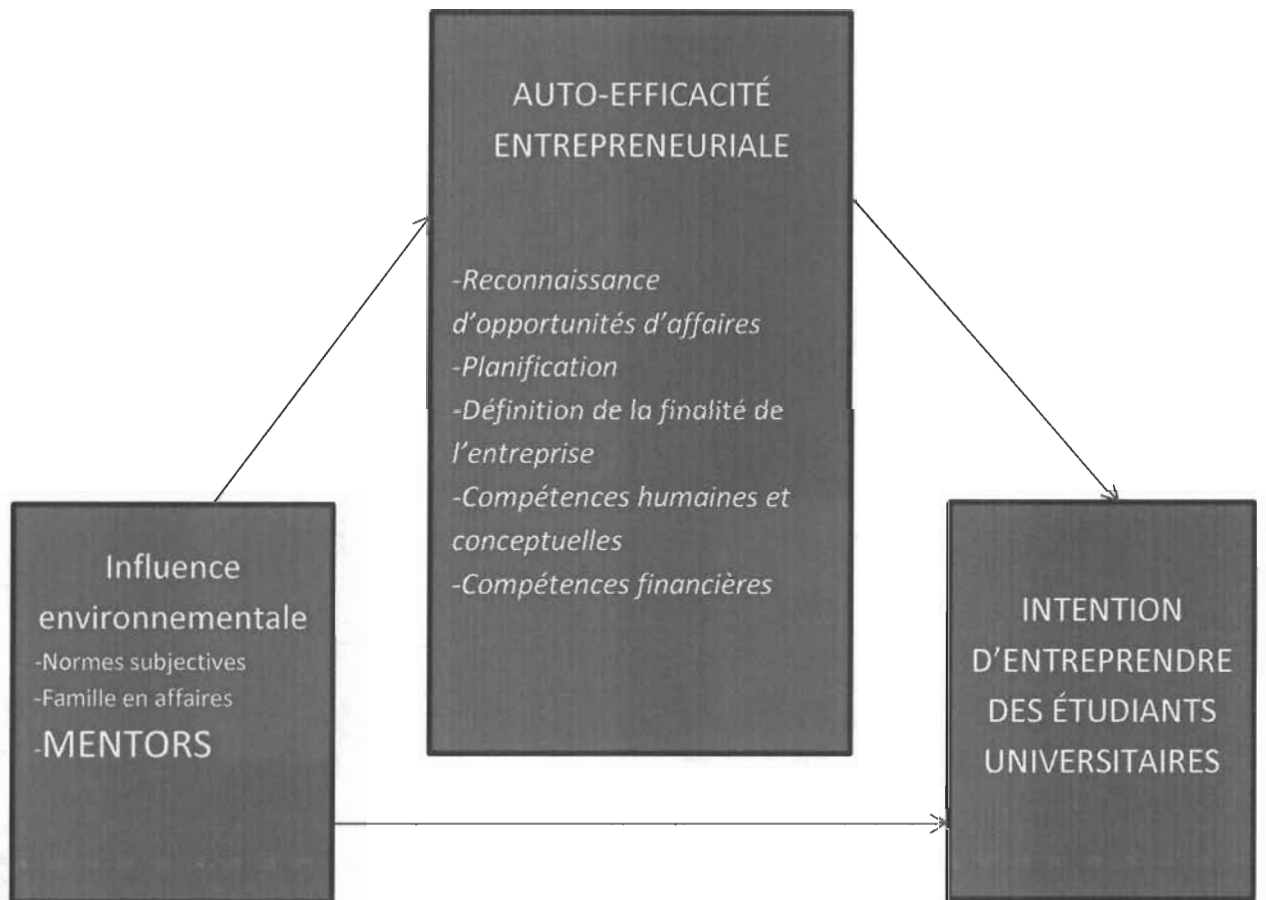 AUTO-EFFICACITÉ
ENTREPRENEURIALE
-Reconnaissance
d'opportunités d'affaires
-Planification
-Définition de la finalité de
l'entreprise
-Compétences humaines et
conceptuelles
-Compétences financières
Influence
environnementale
-Normes subjectives
-Famille en affaires
-MENTORS
INTENTION
D'ENTREPRENDRE
DES ÉTUDIANTS
UNIVERSITAIRES